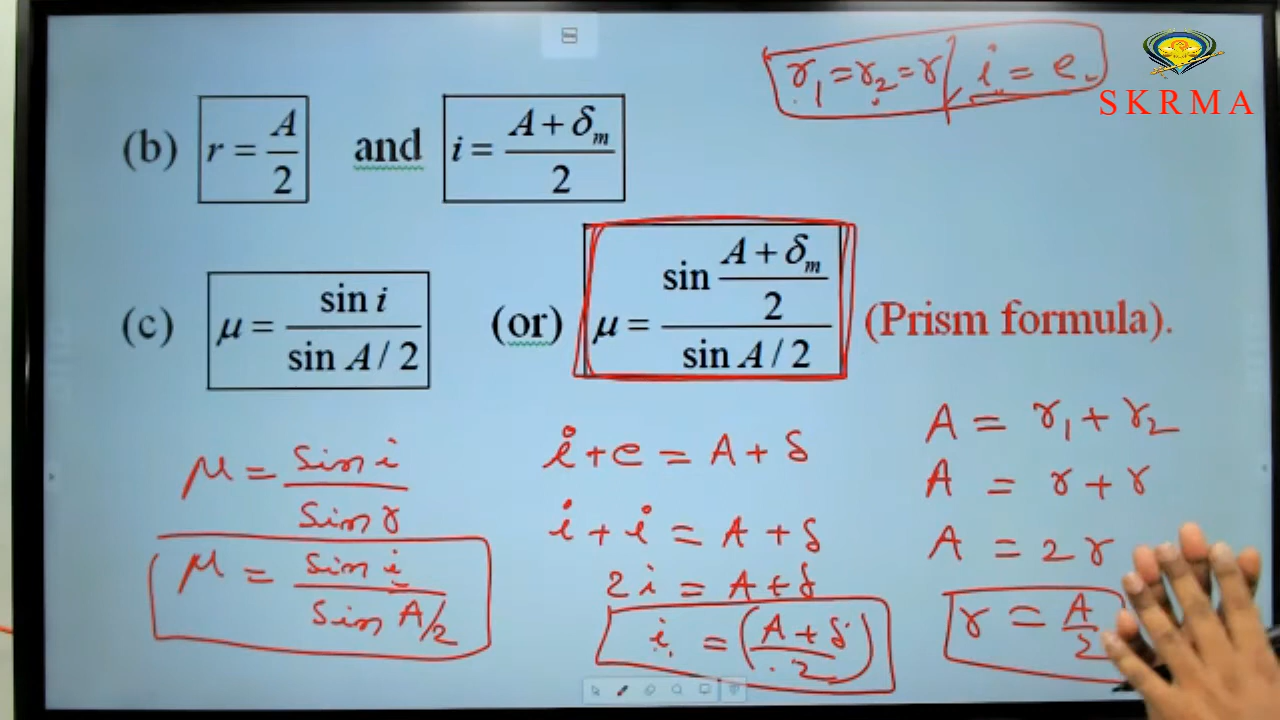 r₁ = r₂ = r i = e.
SKRMA
(b) r = A/2 and i = (A + δₘ)/2
(c) μ = sin i / sin A/2 (or) μ = sin (A + δₘ)/2 / sin A/2 (Prism formula).
μ = Sin i / Sin r
μ = Sin i / Sin A/2
i + e = A + δ
i + i = A + δ
2i = A + δ
i = (A + δ / 2)
A = r₁ + r₂
A = r + r
A = 2r
r = A/2